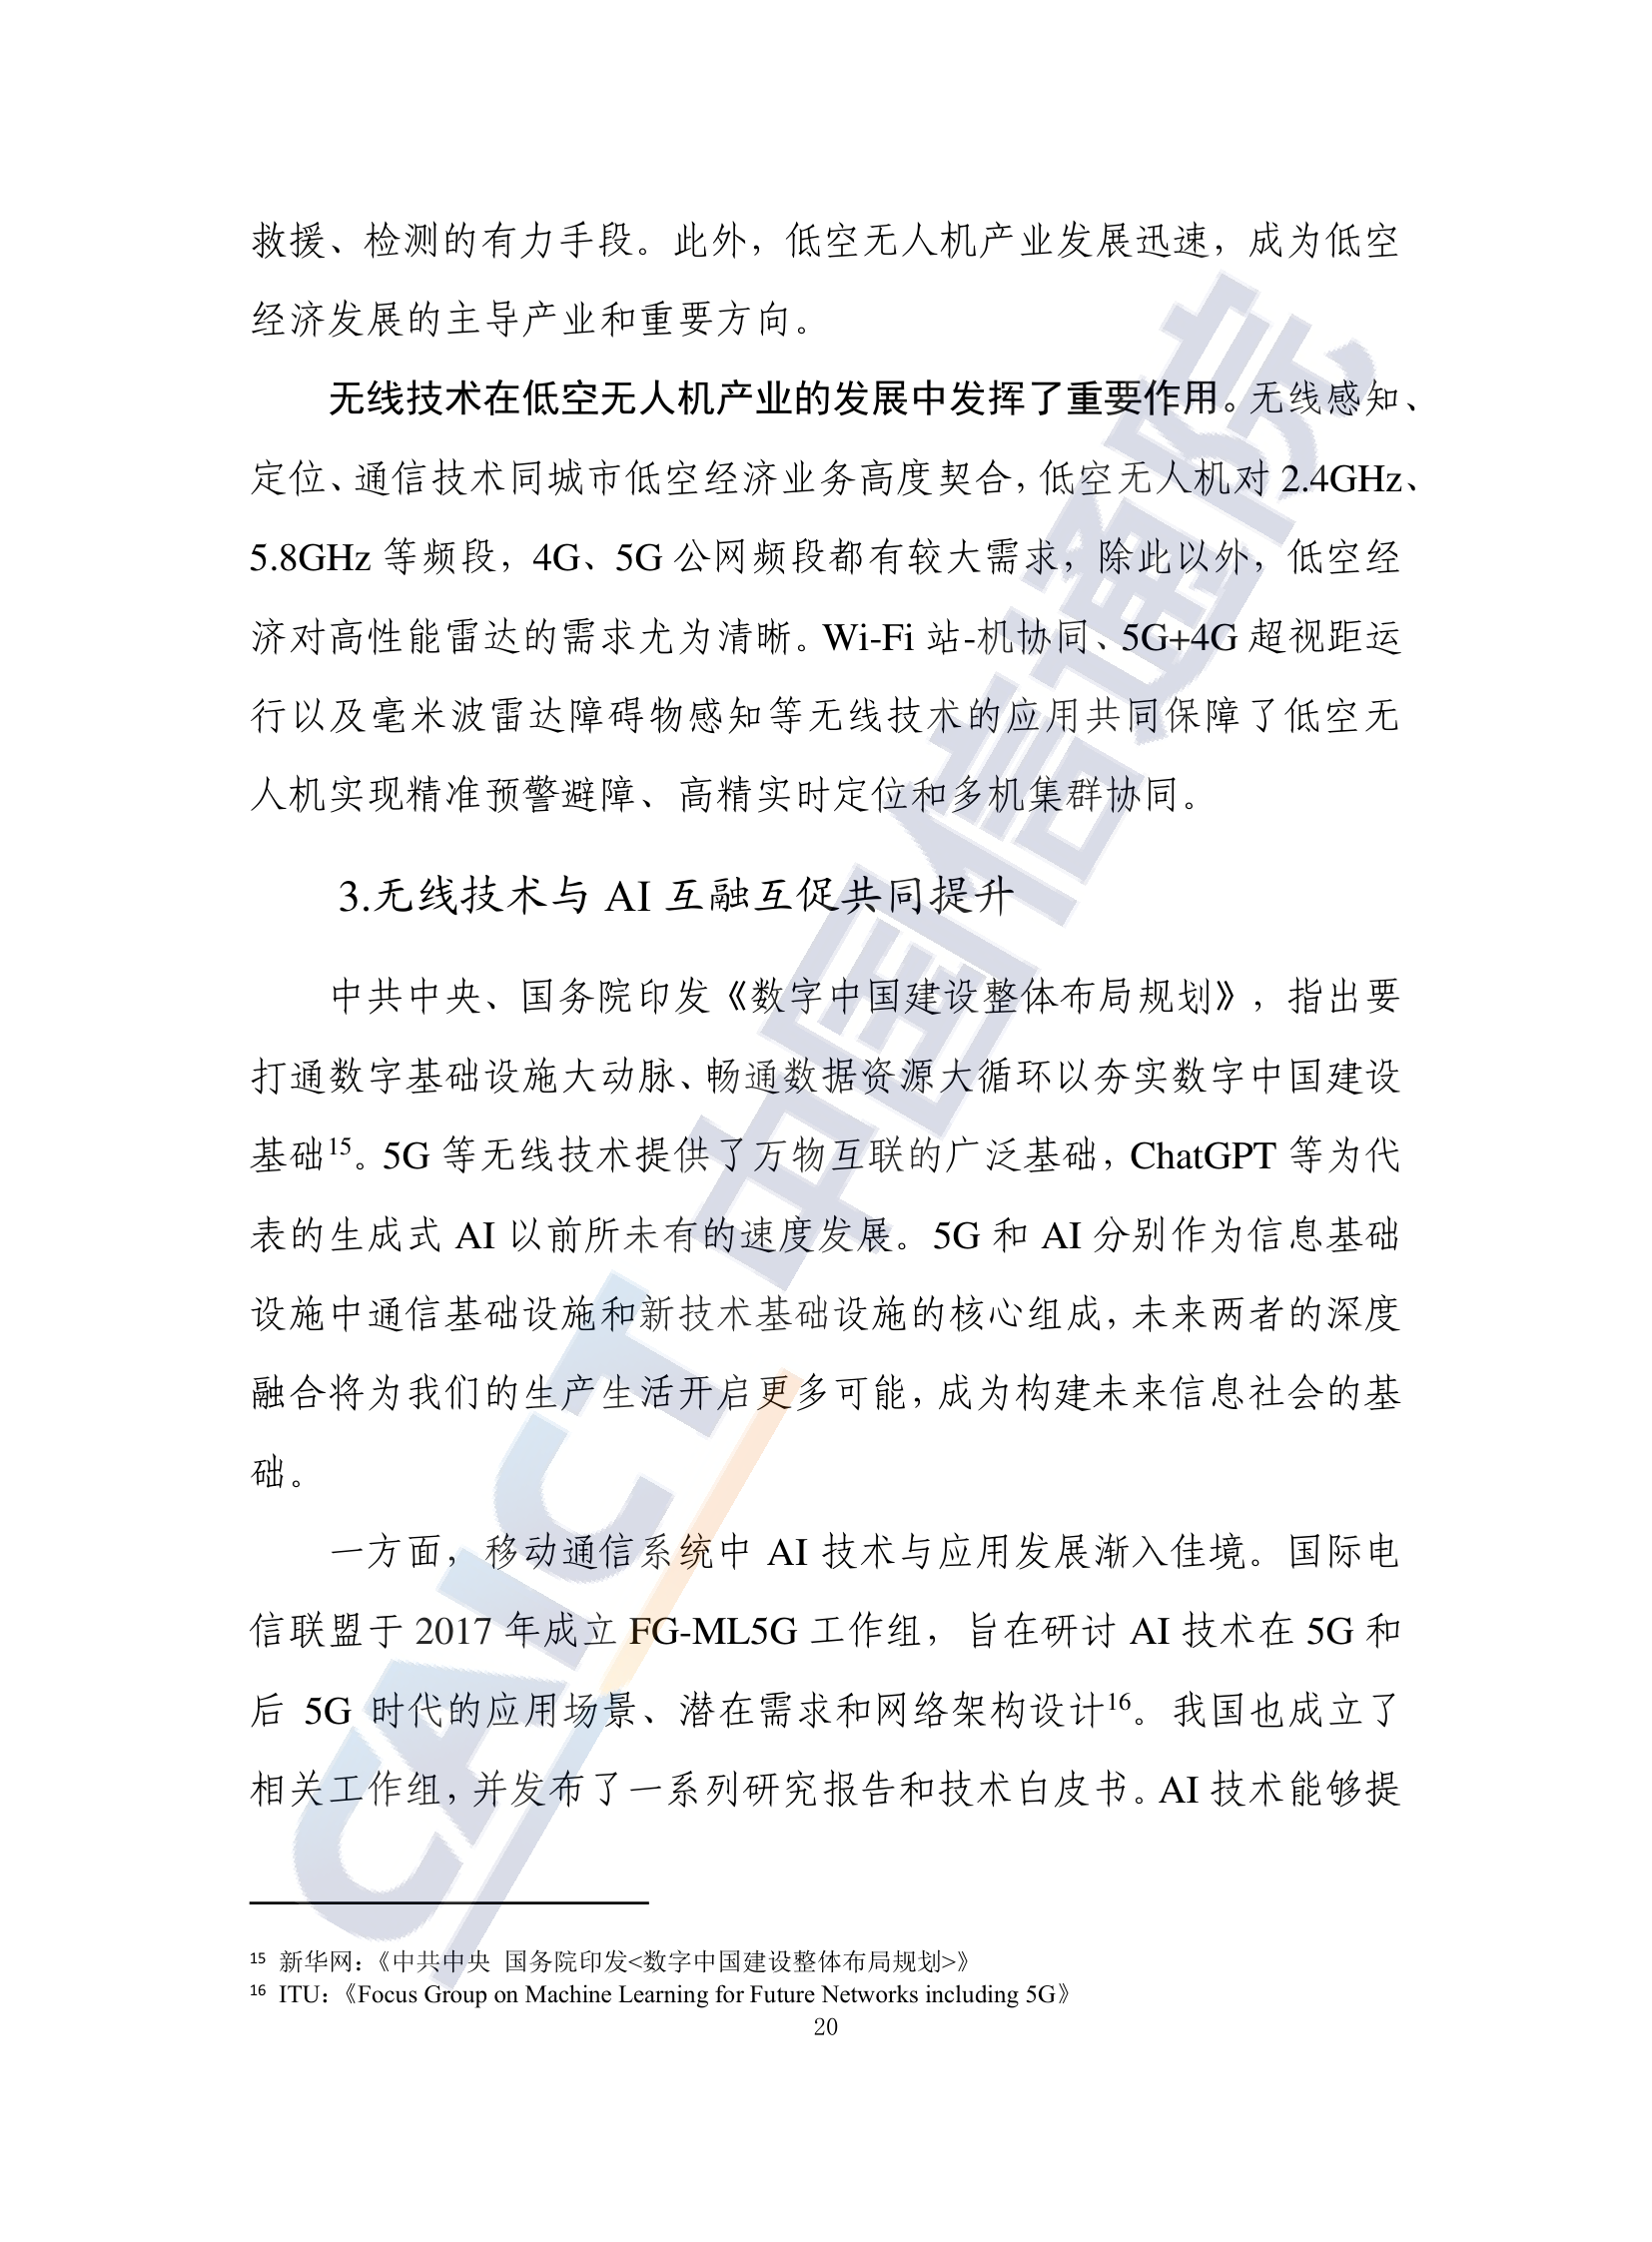 救援、检测的有力手段。此外，低空无人机产业发展迅速，成为低空
经济发展的主导产业和重要方向。
无线技术在低空无人机产业的发展中发挥了重要作用。无线感知、
定位、通信技术同城市低空经济业务高度契合，低空无人机对 2.4GHz、
5.8GHz 等频段，4G、5G 公网频段都有较大需求，除此以外，低空经
济对高性能雷达的需求尤为清晰。Wi-Fi 站-机协同、5G+4G 超视距运
行以及毫米波雷达障碍物感知等无线技术的应用共同保障了低空无
人机实现精准预警避障、高精实时定位和多机集群协同。
3.无线技术与 AI 互融互促共同提升
中共中央、国务院印发《数字中国建设整体布局规划》，指出要
打通数字基础设施大动脉、畅通数据资源大循环以夯实数字中国建设
基础15。5G 等无线技术提供了万物互联的广泛基础，ChatGPT 等为代
表的生成式 AI 以前所未有的速度发展。5G 和 AI 分别作为信息基础
设施中通信基础设施和新技术基础设施的核心组成，未来两者的深度
融合将为我们的生产生活开启更多可能，成为构建未来信息社会的基
础。
一方面，移动通信系统中 AI 技术与应用发展渐入佳境。国际电
信联盟于 2017 年成立 FG-ML5G 工作组，旨在研讨 AI 技术在 5G 和
后 5G 时代的应用场景、潜在需求和网络架构设计16。我国也成立了
相关工作组，并发布了一系列研究报告和技术白皮书。AI 技术能够提
15 新华网：《中共中央 国务院印发<数字中国建设整体布局规划>》
16 ITU：《Focus Group on Machine Learning for Future Networks including 5G》
20
CAICT 中国信通院